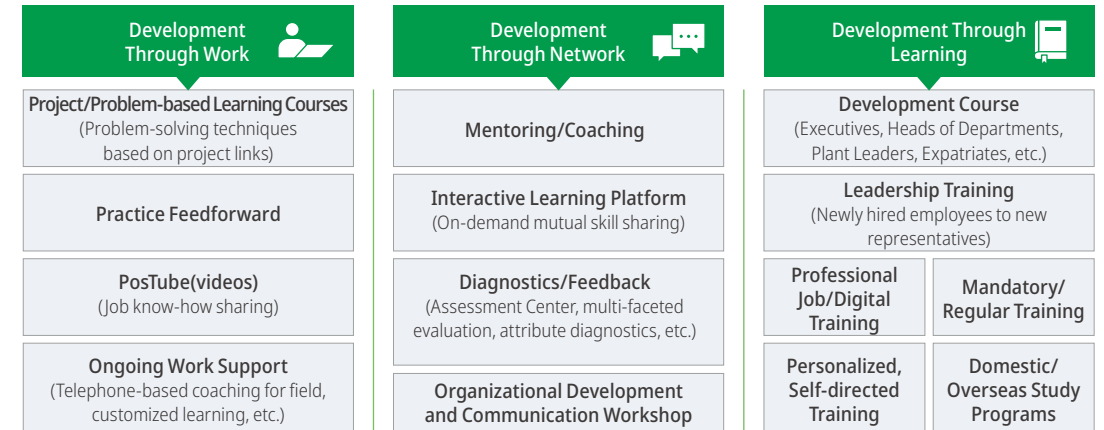 Development
Through Work
Project/Problem-based Learning Courses
(Problem-solving techniques
based on project links)
Practice Feedforward
PosTube(videos)
(Job know-how sharing)
Ongoing Work Support
(Telephone-based coaching for field,
customized learning, etc.)
Development
Through Network
Mentoring/Coaching
Interactive Learning Platform
(On-demand mutual skill sharing)
Diagnostics/Feedback
(Assessment Center, multi-faceted
evaluation, attribute diagnostics, etc.)
Organizational Development
and Communication Workshop
Development Through
Learning
Development Course
(Executives, Heads of Departments,
Plant Leaders, Expatriates, etc.)
Leadership Training
(Newly hired employees to new
representatives)
Professional
Job/Digital
Training
Mandatory/
Regular Training
Personalized,
Self-directed
Training
Domestic/
Overseas Study
Programs